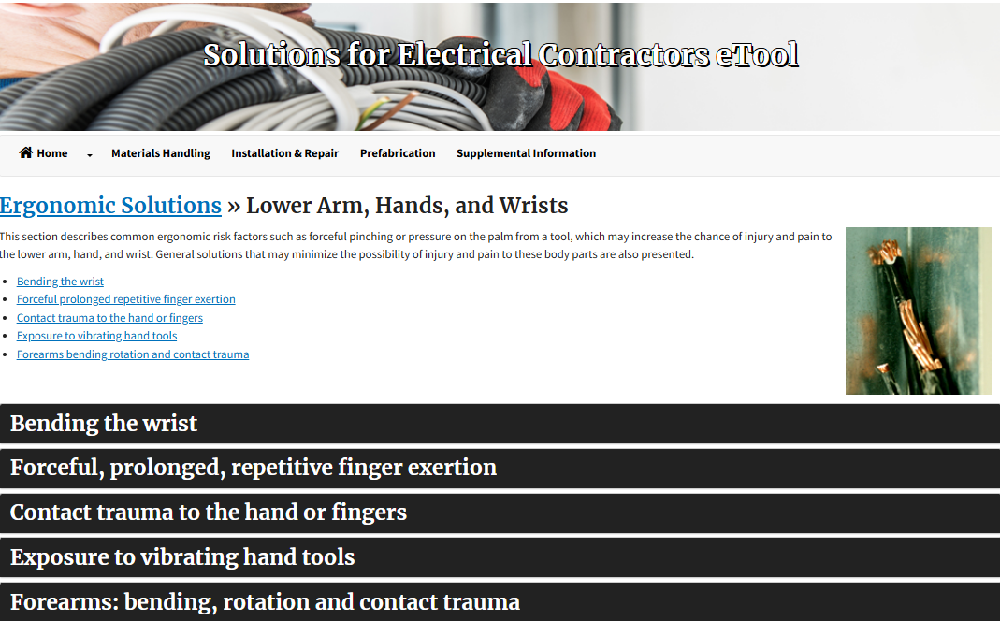 Solutions for Electrical Contractors eTool
Home Materials Handling Installation & Repair Prefabrication Supplemental Information
Ergonomic Solutions » Lower Arm, Hands, and Wrists
This section describes common ergonomic risk factors such as forceful pinching or pressure on the palm from a tool, which may increase the chance of injury and pain to
the lower arm, hand, and wrist. General solutions that may minimize the possibility of injury and pain to these body parts are also presented.
• Bending the wrist
• Forceful prolonged repetitive finger exertion
• Contact trauma to the hand or fingers
• Exposure to vibrating hand tools
• Forearms bending rotation and contact trauma
Bending the wrist
Forceful, prolonged, repetitive finger exertion
Contact trauma to the hand or fingers
Exposure to vibrating hand tools
Forearms: bending, rotation and contact trauma